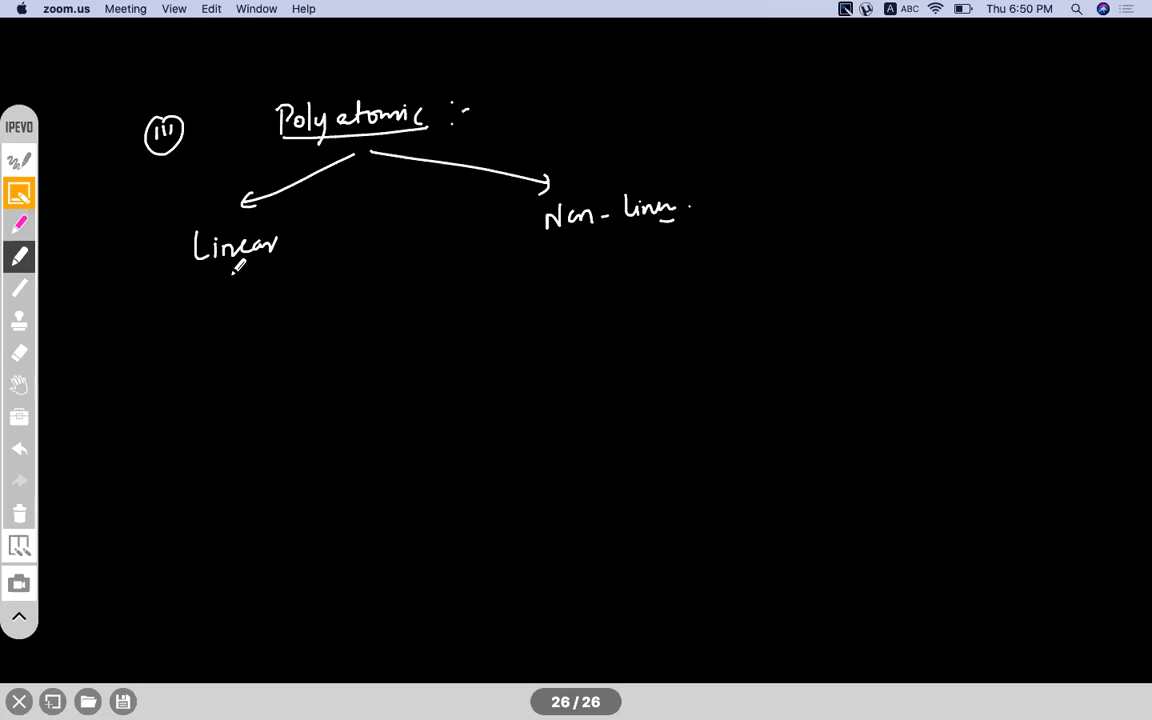 zoom.us Meeting View Edit Window Help A ABC Thu 6:50 PM
IPEVO
iii Polyatomic :-
Non-Linear.
Linear
26 / 26